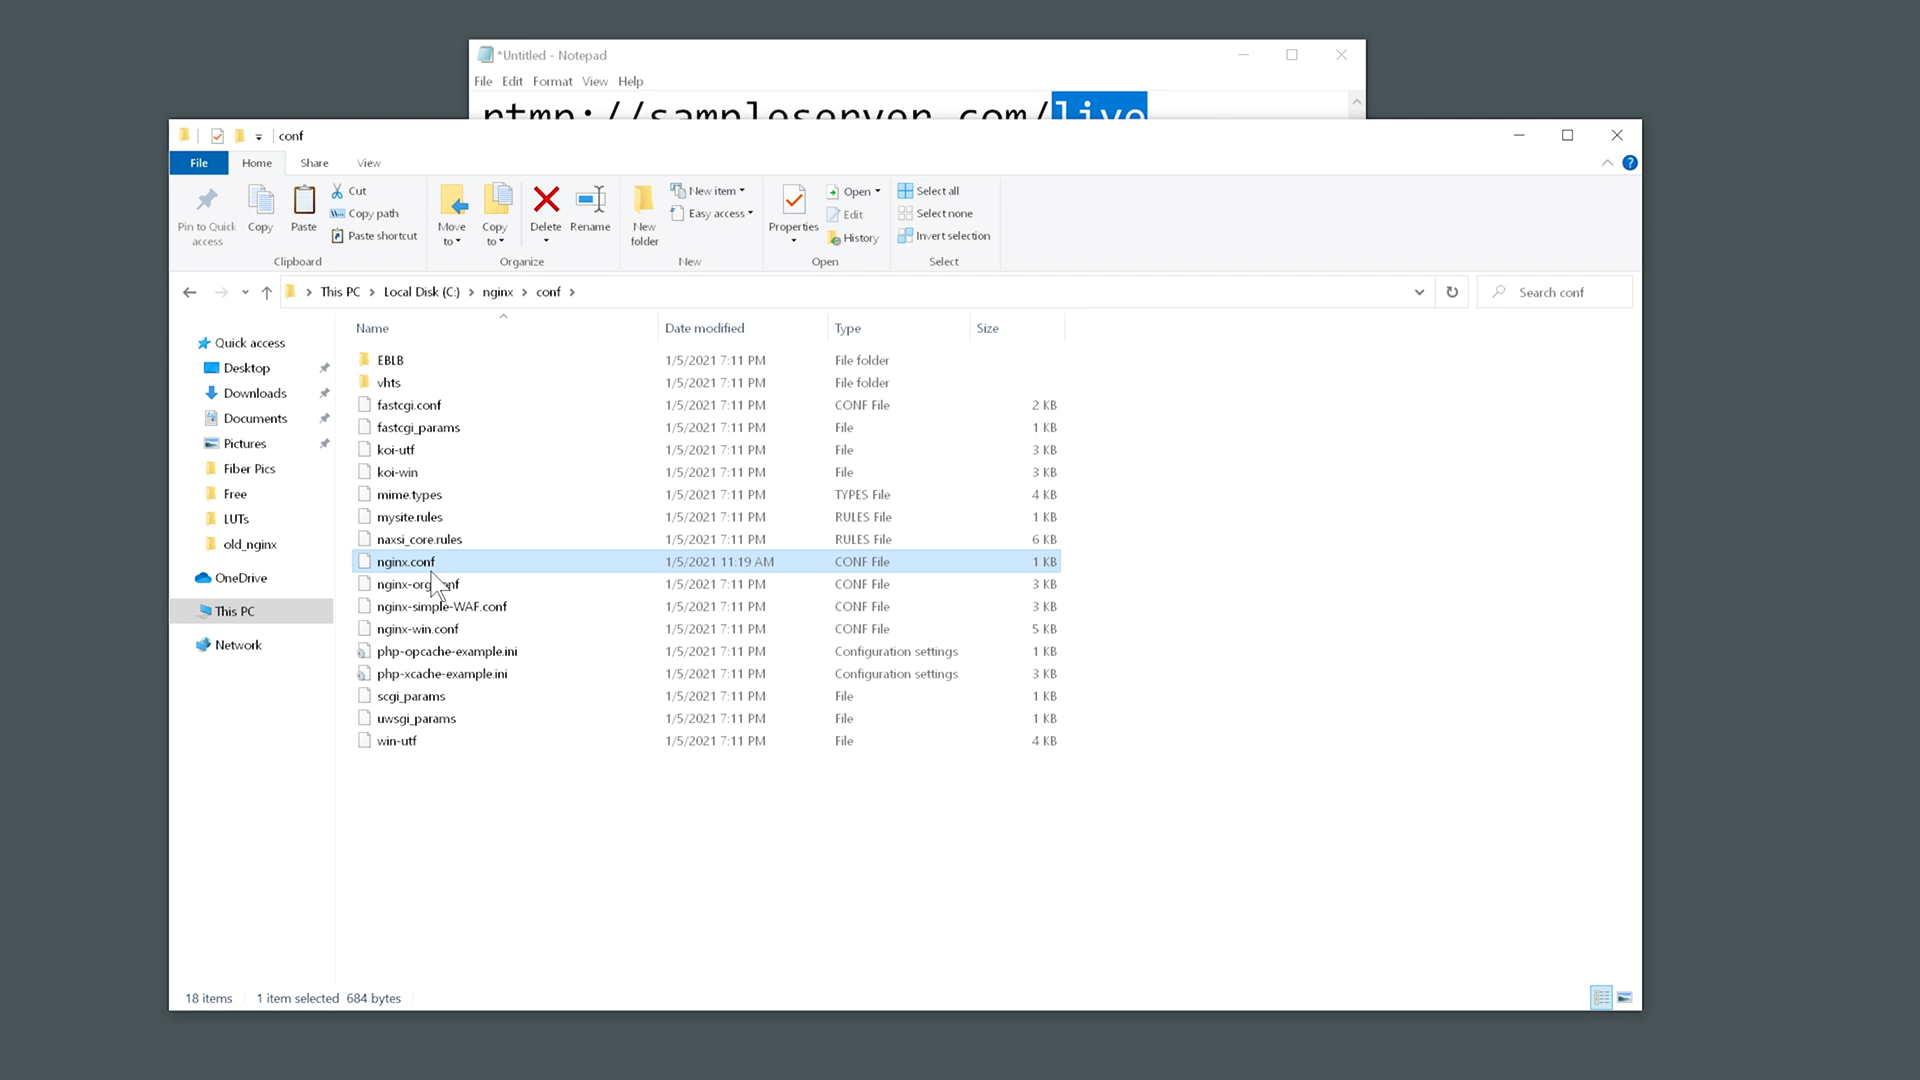 *Untitled - Notepad
File Edit Format View Help
rtmp://sampleserver.com/live
conf
File Home Share View
Pin to Quick access
Copy
Paste
Cut
Copy path
Paste shortcut
Clipboard
Move to
Copy to
Delete
Rename
Organize
New folder
New item
Easy access
New
Properties
Open
Edit
History
Open
Select all
Select none
Invert selection
Select
This PC > Local Disk (C:) > nginx > conf >
Search conf
Name Date modified Type Size
Quick access
Desktop
Downloads
Documents
Pictures
Fiber Pics
Free
LUTs
old_nginx
OneDrive
This PC
Network
EBLB 1/5/2021 7:11 PM File folder
vhts 1/5/2021 7:11 PM File folder
fastcgi.conf 1/5/2021 7:11 PM CONF File 2 KB
fastcgi_params 1/5/2021 7:11 PM File 1 KB
koi-utf 1/5/2021 7:11 PM File 3 KB
koi-win 1/5/2021 7:11 PM File 3 KB
mime.types 1/5/2021 7:11 PM TYPES File 4 KB
mysite.rules 1/5/2021 7:11 PM RULES File 1 KB
naxsi_core.rules 1/5/2021 7:11 PM RULES File 6 KB
nginx.conf 1/5/2021 11:19 AM CONF File 1 KB
nginx-org.conf 1/5/2021 7:11 PM CONF File 3 KB
nginx-simple-WAF.conf 1/5/2021 7:11 PM CONF File 3 KB
nginx-win.conf 1/5/2021 7:11 PM CONF File 5 KB
php-opcache-example.ini 1/5/2021 7:11 PM Configuration settings 1 KB
php-xcache-example.ini 1/5/2021 7:11 PM Configuration settings 3 KB
scgi_params 1/5/2021 7:11 PM File 1 KB
uwsgi_params 1/5/2021 7:11 PM File 1 KB
win-utf 1/5/2021 7:11 PM File 4 KB
18 items 1 item selected 684 bytes